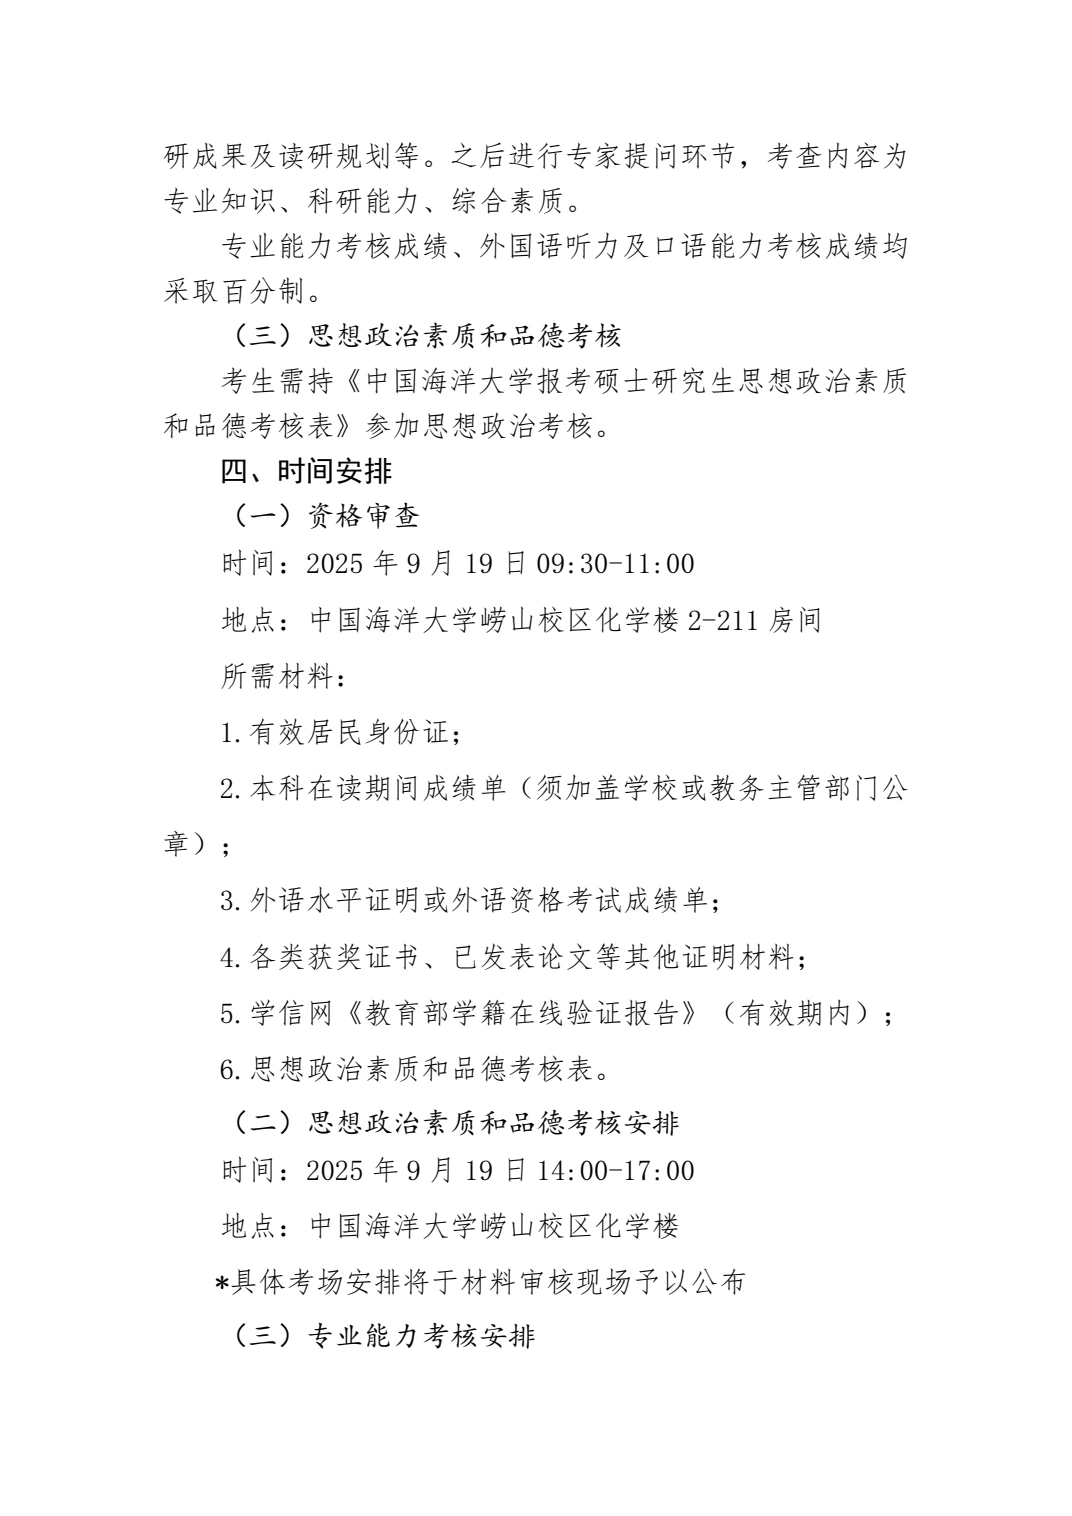 研成果及读研规划等。之后进行专家提问环节，考查内容为
专业知识、科研能力、综合素质。
专业能力考核成绩、外国语听力及口语能力考核成绩均
采取百分制。
（三）思想政治素质和品德考核
考生需持《中国海洋大学报考硕士研究生思想政治素质
和品德考核表》参加思想政治考核。
四、时间安排
（一）资格审查
时间：2025 年 9 月 19 日 09:30-11:00
地点：中国海洋大学崂山校区化学楼 2-211 房间
所需材料：
1.有效居民身份证；
2.本科在读期间成绩单（须加盖学校或教务主管部门公
章）；
3.外语水平证明或外语资格考试成绩单；
4.各类获奖证书、已发表论文等其他证明材料；
5.学信网《教育部学籍在线验证报告》（有效期内）；
6.思想政治素质和品德考核表。
（二）思想政治素质和品德考核安排
时间：2025 年 9 月 19 日 14:00-17:00
地点：中国海洋大学崂山校区化学楼
*具体考场安排将于材料审核现场予以公布
（三）专业能力考核安排